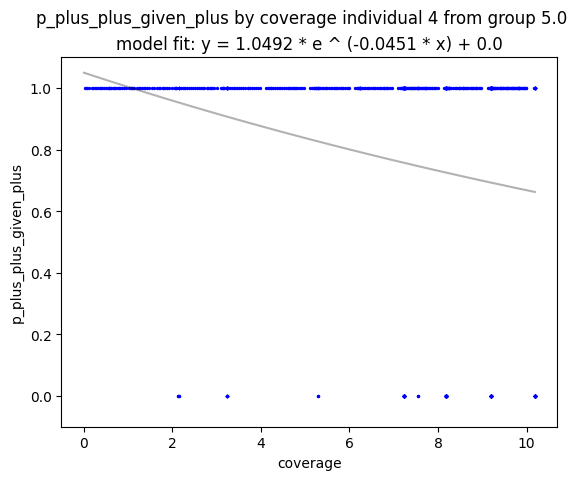 p_plus_plus_given_plus by coverage individual 4 from group 5.0
model fit: y = 1.0492 * e ^ (-0.0451 * x) + 0.0
p_plus_plus_given_plus
1.0
0.8
0.6
0.4
0.2
0.0
0 2 4 6 8 10
coverage